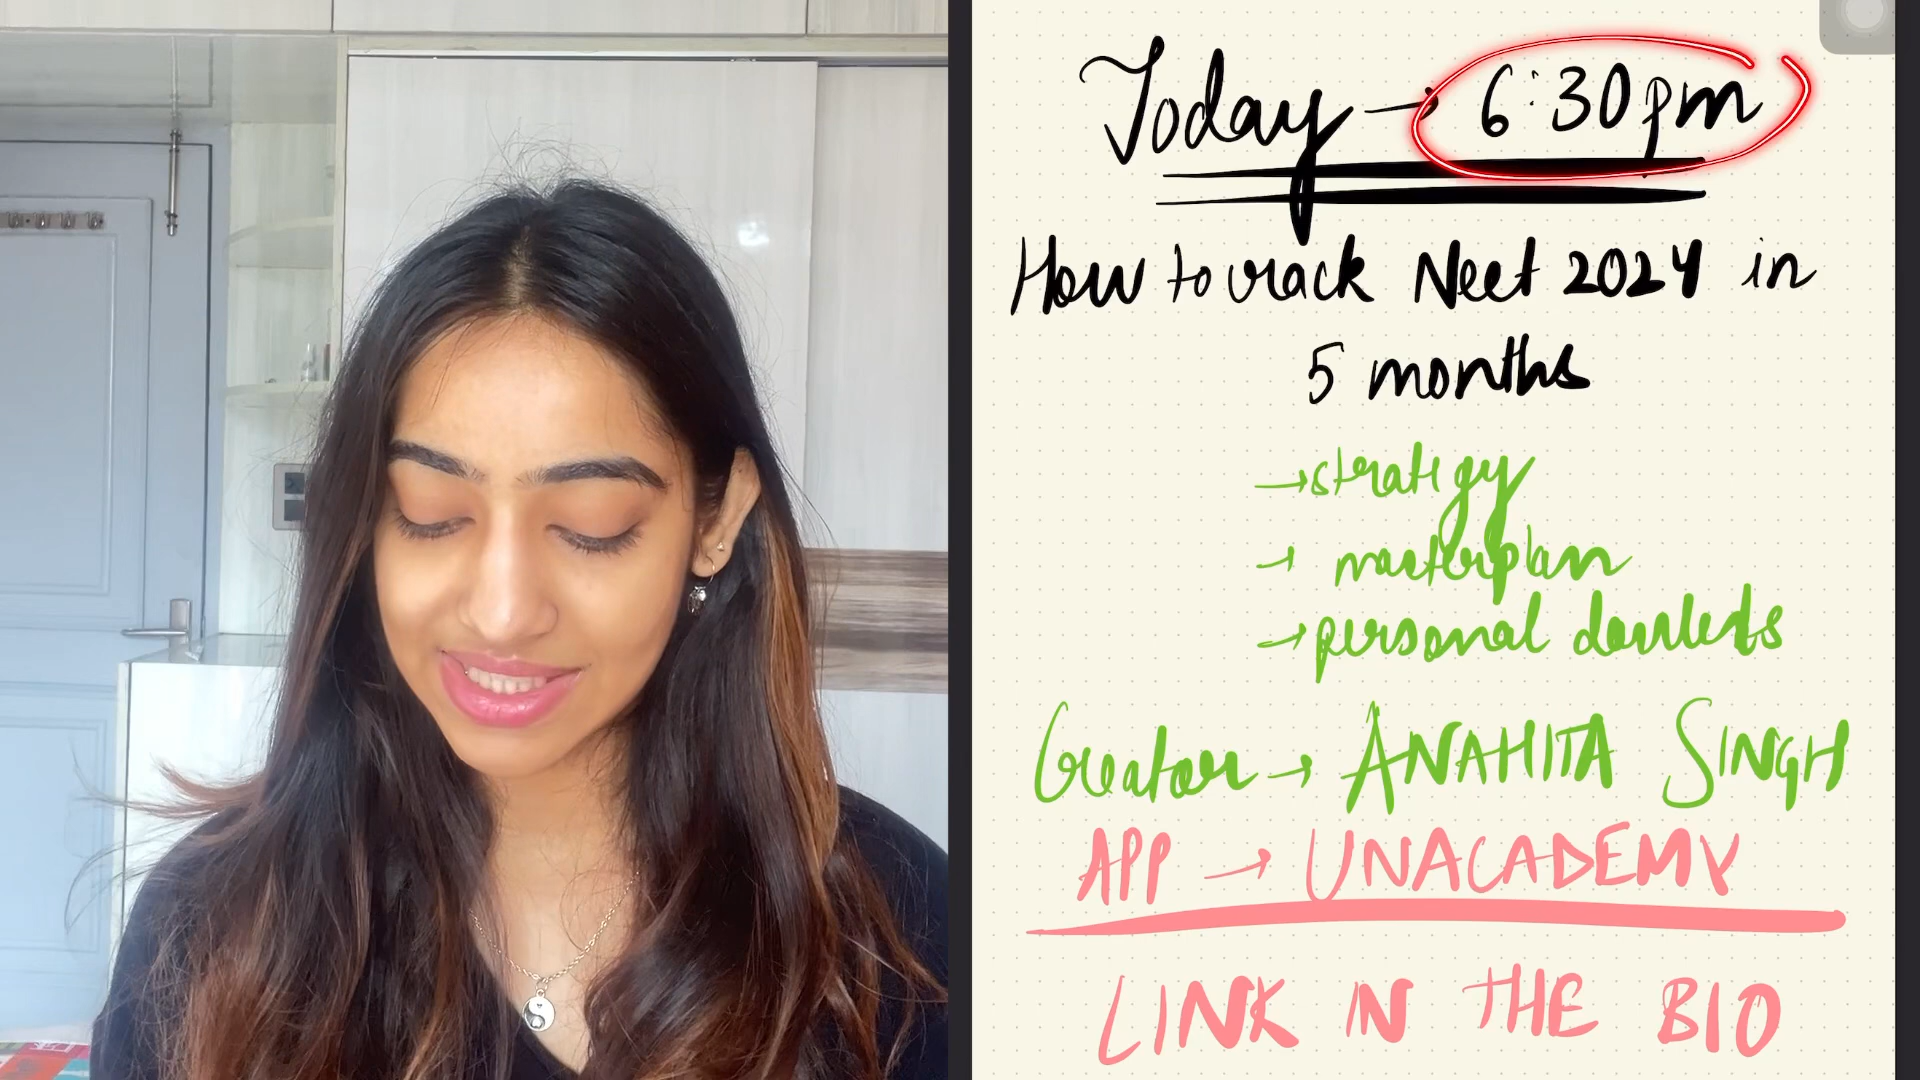 Today → 6:30pm
How to crack Neet 2024 in
5 months
→ strategy
→ masterplan
→ personal doubts
Creator → ANAHITA SINGH
APP → UNACADEMY
LINK IN THE BIO